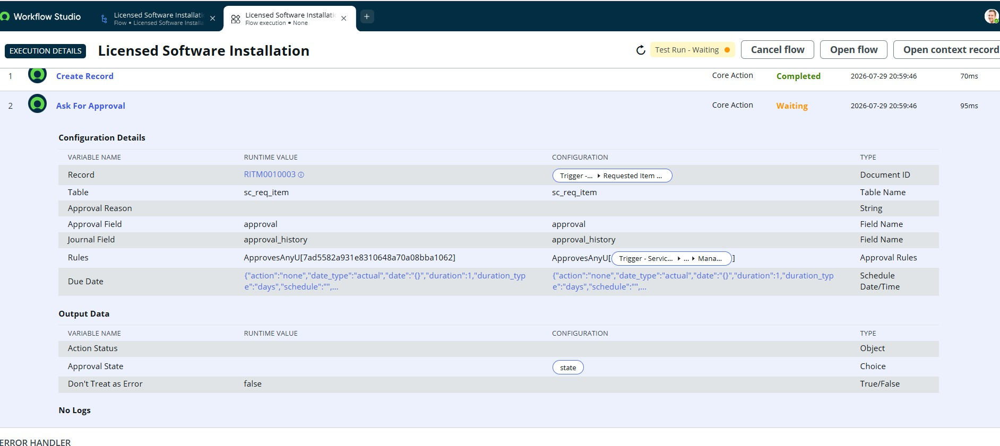 Workflow Studio
Licensed Software Installati
Flow • Licensed Software Installa
Licensed Software Installati
Flow execution • None
EXECUTION DETAILS
Licensed Software Installation
Test Run - Waiting
Cancel flow
Open flow
Open context record
1 Create Record Core Action Completed 2026-07-29 20:59:46 70ms
2 Ask For Approval Core Action Waiting 2026-07-29 20:59:46 95ms
Configuration Details
VARIABLE NAME RUNTIME VALUE CONFIGURATION TYPE
Record RITM0010003 Trigger -... Requested Item ... Document ID
Table sc_req_item sc_req_item Table Name
Approval Reason String
Approval Field approval approval Field Name
Journal Field approval_history approval_history Field Name
Rules ApprovesAnyU[7ad5582a931e8310648a70a08bba1062] ApprovesAnyU[ Trigger - Servic... ... Mana... ] Approval Rules
Due Date {"action":"none","date_type":"actual","date":"{}","duration":1,"duration_typ
e":"days","schedule":"",... {"action":"none","date_type":"actual","date":"{}","duration":1,"duration_typ
e":"days","schedule":"",... Schedule
Date/Time
Output Data
VARIABLE NAME RUNTIME VALUE CONFIGURATION TYPE
Action Status Object
Approval State state Choice
Don't Treat as Error false True/False
No Logs
ERROR HANDLER